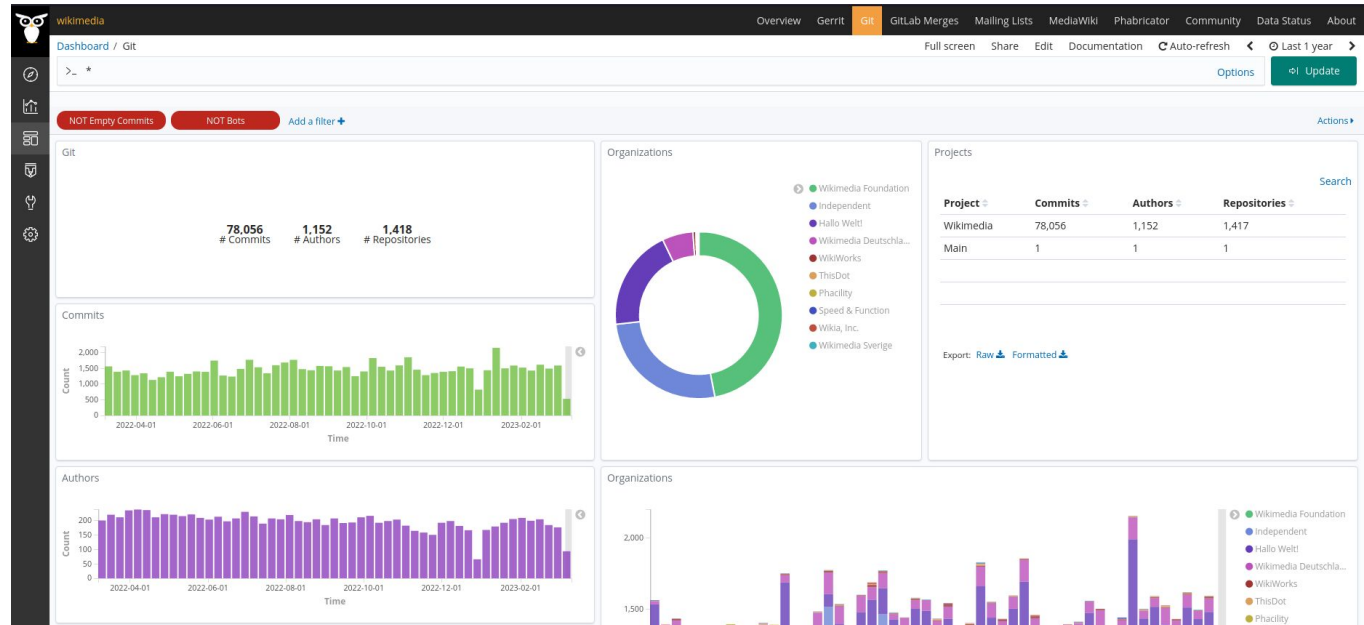 wikimedia
Overview Gerrit Git GitLab Merges Mailing Lists MediaWiki Phabricator Community Data Status About
Dashboard / Git
Full screen Share Edit Documentation Auto-refresh Last 1 year
>_ *
Options
Update
NOT Empty Commits NOT Bots Add a filter +
Actions
Git
78,056 1,152 1,418
# Commits # Authors # Repositories
Organizations
Wikimedia Foundation
Independent
Hallo Welt!
Wikimedia Deutschla...
WikiWorks
ThisDot
Phacility
Speed & Function
Wikia, Inc.
Wikimedia Sverige
Projects
Search
Project Commits Authors Repositories
Wikimedia 78,056 1,152 1,417
Main 1 1 1
Export: Raw Formatted
Commits
2,000
1,500
1,000
500
0
Count
2022-04-01 2022-06-01 2022-08-01 2022-10-01 2022-12-01 2023-02-01
Time
Authors
200
150
100
50
0
Count
2022-04-01 2022-06-01 2022-08-01 2022-10-01 2022-12-01 2023-02-01
Time
Organizations
2,000
1,500
Wikimedia Foundation
Independent
Hallo Welt!
Wikimedia Deutschla...
WikiWorks
ThisDot
Phacility